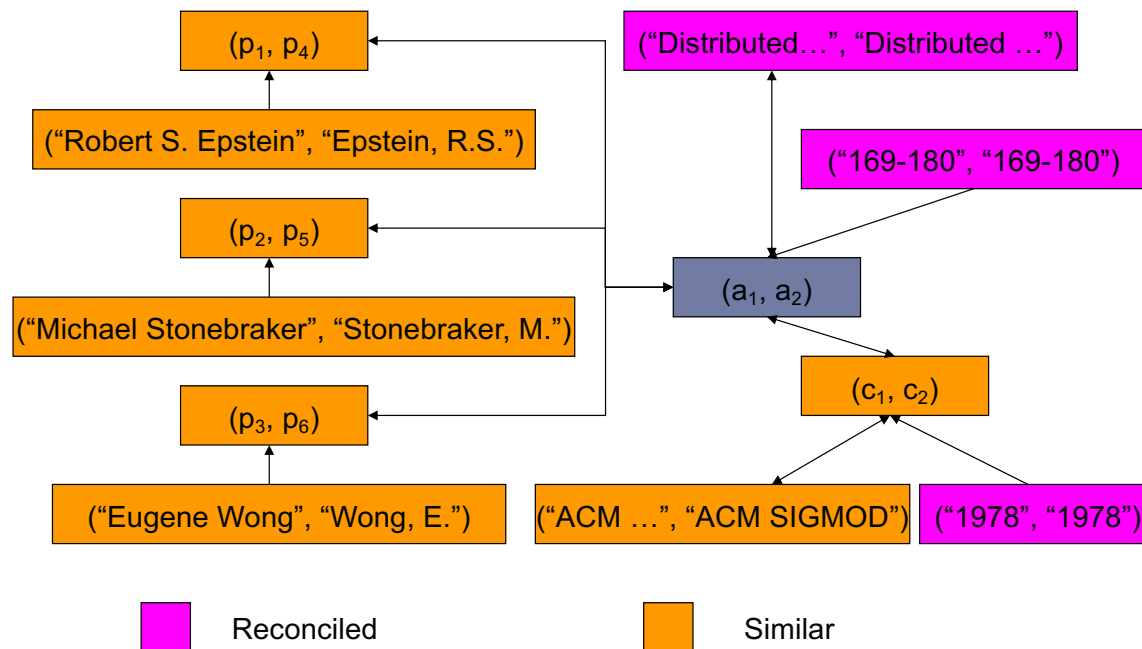 (p₁, p₄)
(“Distributed…”, “Distributed …”)
(“Robert S. Epstein”, “Epstein, R.S.”)
(“169-180”, “169-180”)
(p₂, p₅)
(a₁, a₂)
(“Michael Stonebraker”, “Stonebraker, M.”)
(c₁, c₂)
(p₃, p₆)
(“Eugene Wong”, “Wong, E.”)
(“ACM …”, “ACM SIGMOD”)
(“1978”, “1978”)
Reconciled
Similar